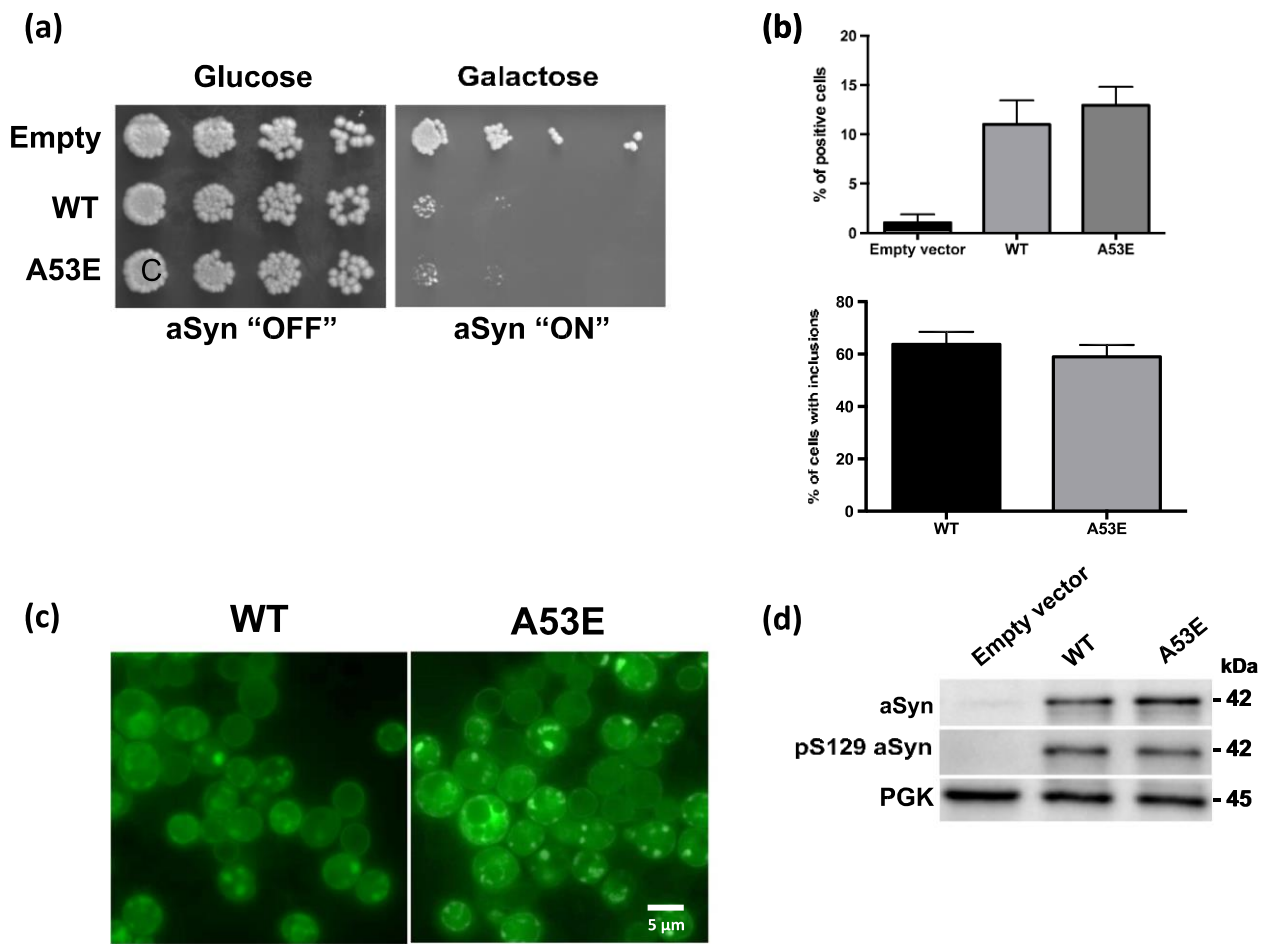 (a)
Glucose
Galactose
Empty
WT
A53E
C
aSyn “OFF”
aSyn “ON”
(b)
% of positive cells
20
15
10
5
0
Empty vector
WT
A53E
% of cells with inclusions
80
60
40
20
0
WT
A53E
(c)
WT
A53E
5 µm
(d)
Empty vector
WT
A53E
kDa
aSyn
- 42
pS129 aSyn
- 42
PGK
- 45